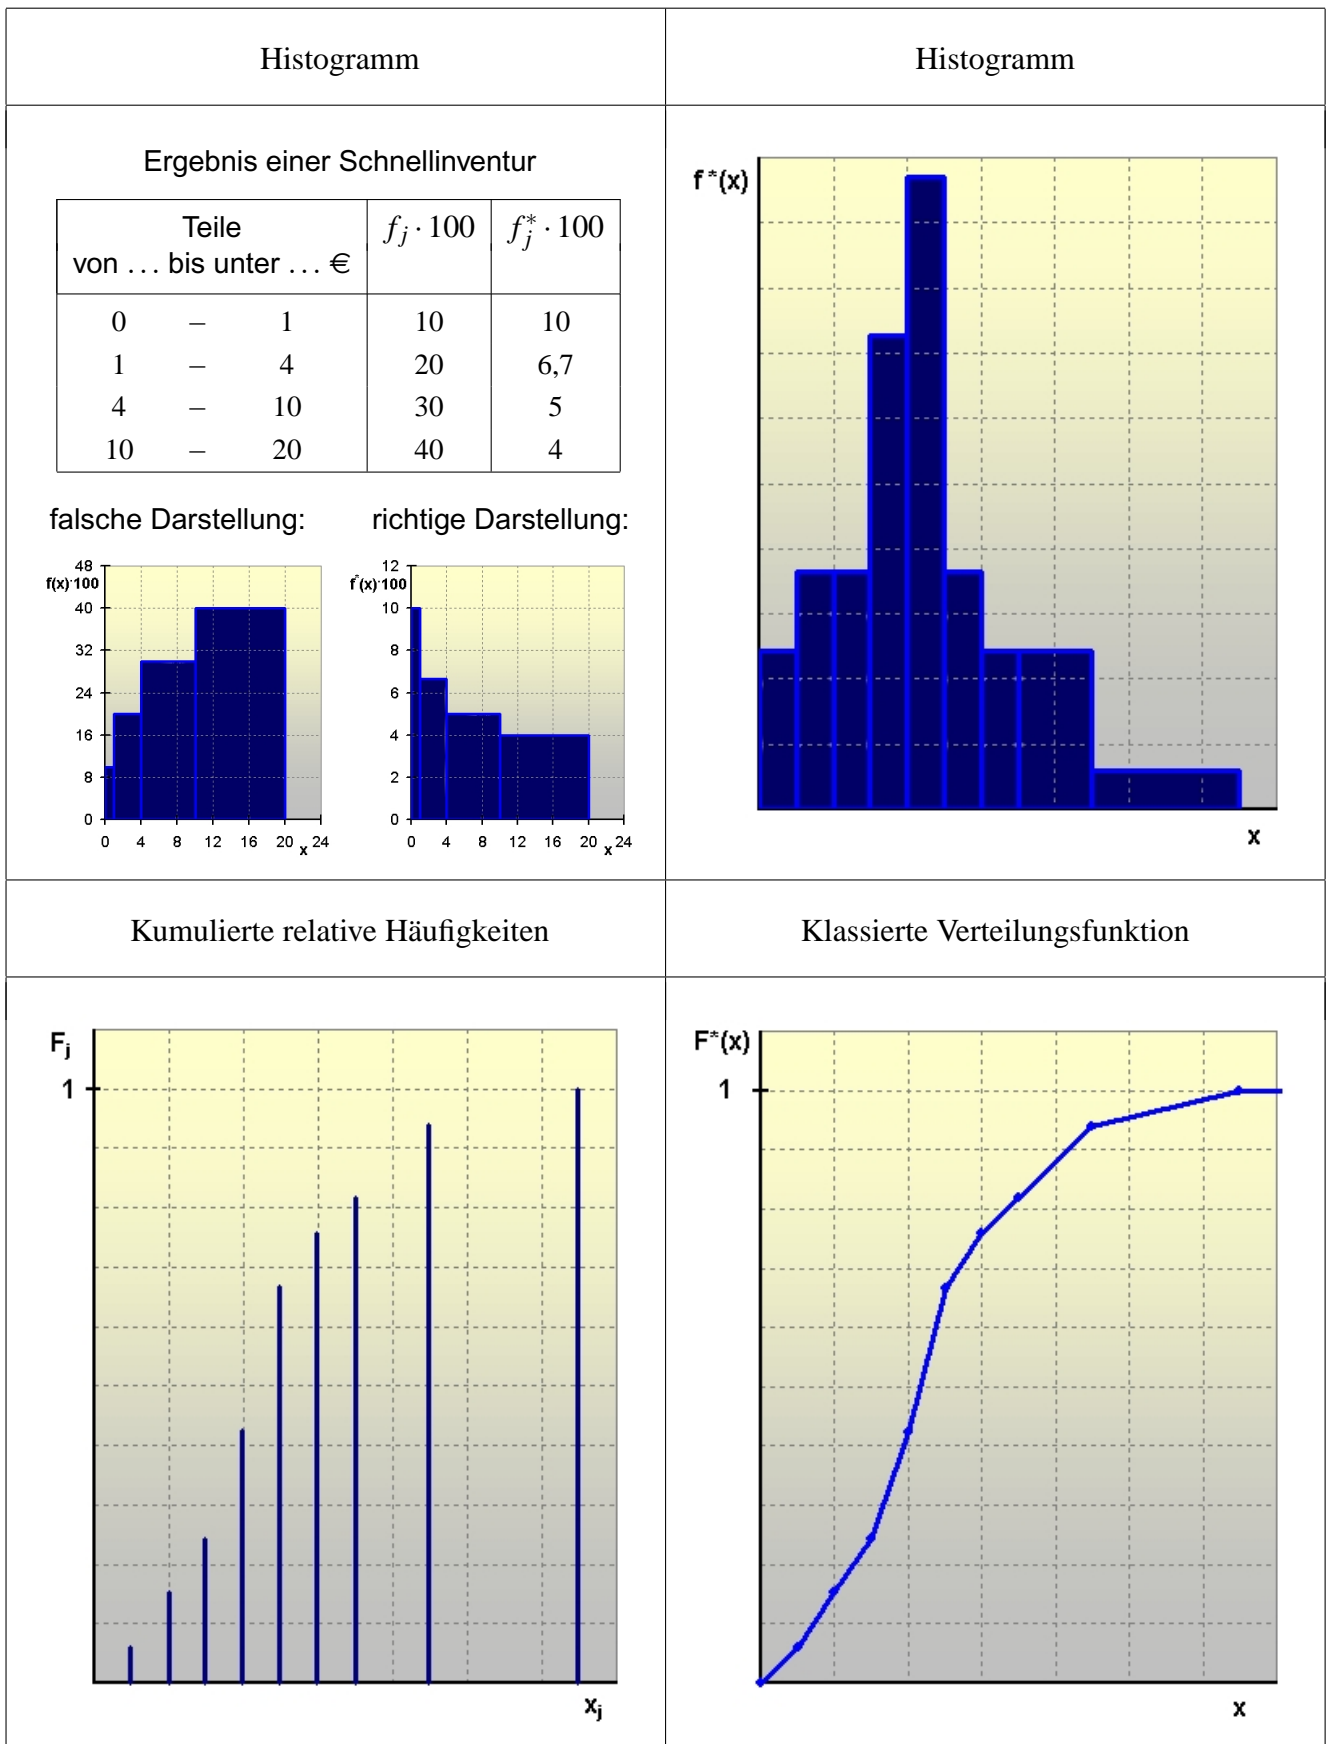 Histogramm
Ergebnis einer Schnellinventur
Teile f_j · 100 f*_j · 100
von … bis unter … €
0 – 1 10 10
1 – 4 20 6,7
4 – 10 30 5
10 – 20 40 4
falsche Darstellung: richtige Darstellung:
48
f(x)·100
40
32
24
16
8
0
0 4 8 12 16 20 x 24
12
f*(x)·100
10
8
6
4
2
0
0 4 8 12 16 20 x 24
Histogramm
f*(x)
x
Kumulierte relative Häufigkeiten
F_j
1
x_j
Klassierte Verteilungsfunktion
F*(x)
1
x